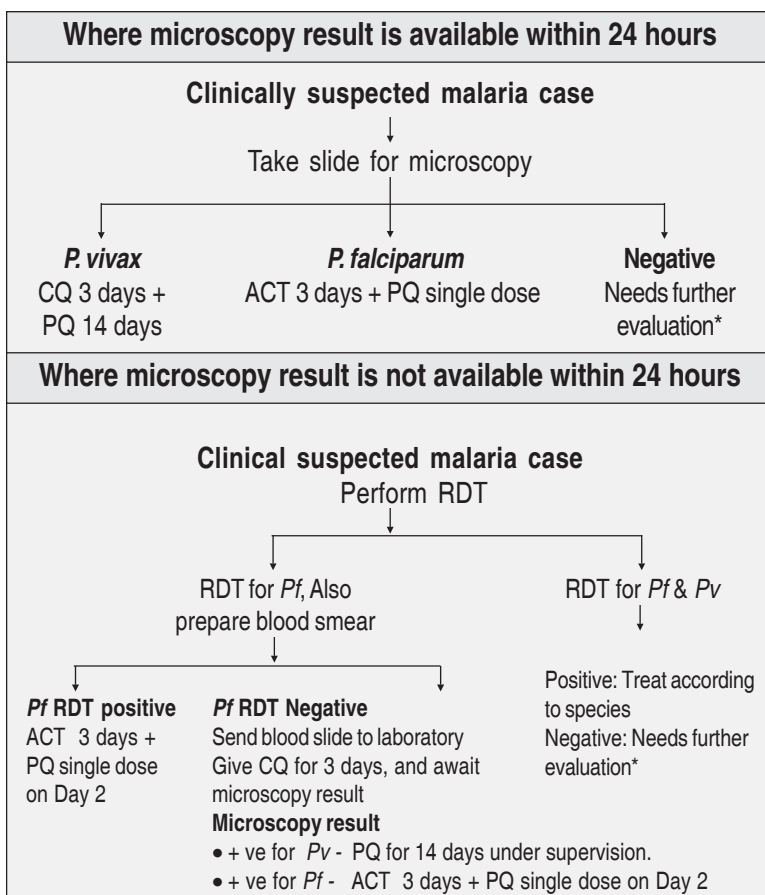 Where microscopy result is available within 24 hours
Clinically suspected malaria case
Take slide for microscopy
P. vivax
CQ 3 days +
PQ 14 days
P. falciparum
ACT 3 days + PQ single dose
Negative
Needs further
evaluation*
Where microscopy result is not available within 24 hours
Clinical suspected malaria case
Perform RDT
RDT for Pf, Also
prepare blood smear
RDT for Pf & Pv
Pf RDT positive
ACT 3 days +
PQ single dose
on Day 2
Pf RDT Negative
Send blood slide to laboratory
Give CQ for 3 days, and await
microscopy result
Microscopy result
• + ve for Pv - PQ for 14 days under supervision.
• + ve for Pf - ACT 3 days + PQ single dose on Day 2
Positive: Treat according
to species
Negative: Needs further
evaluation*